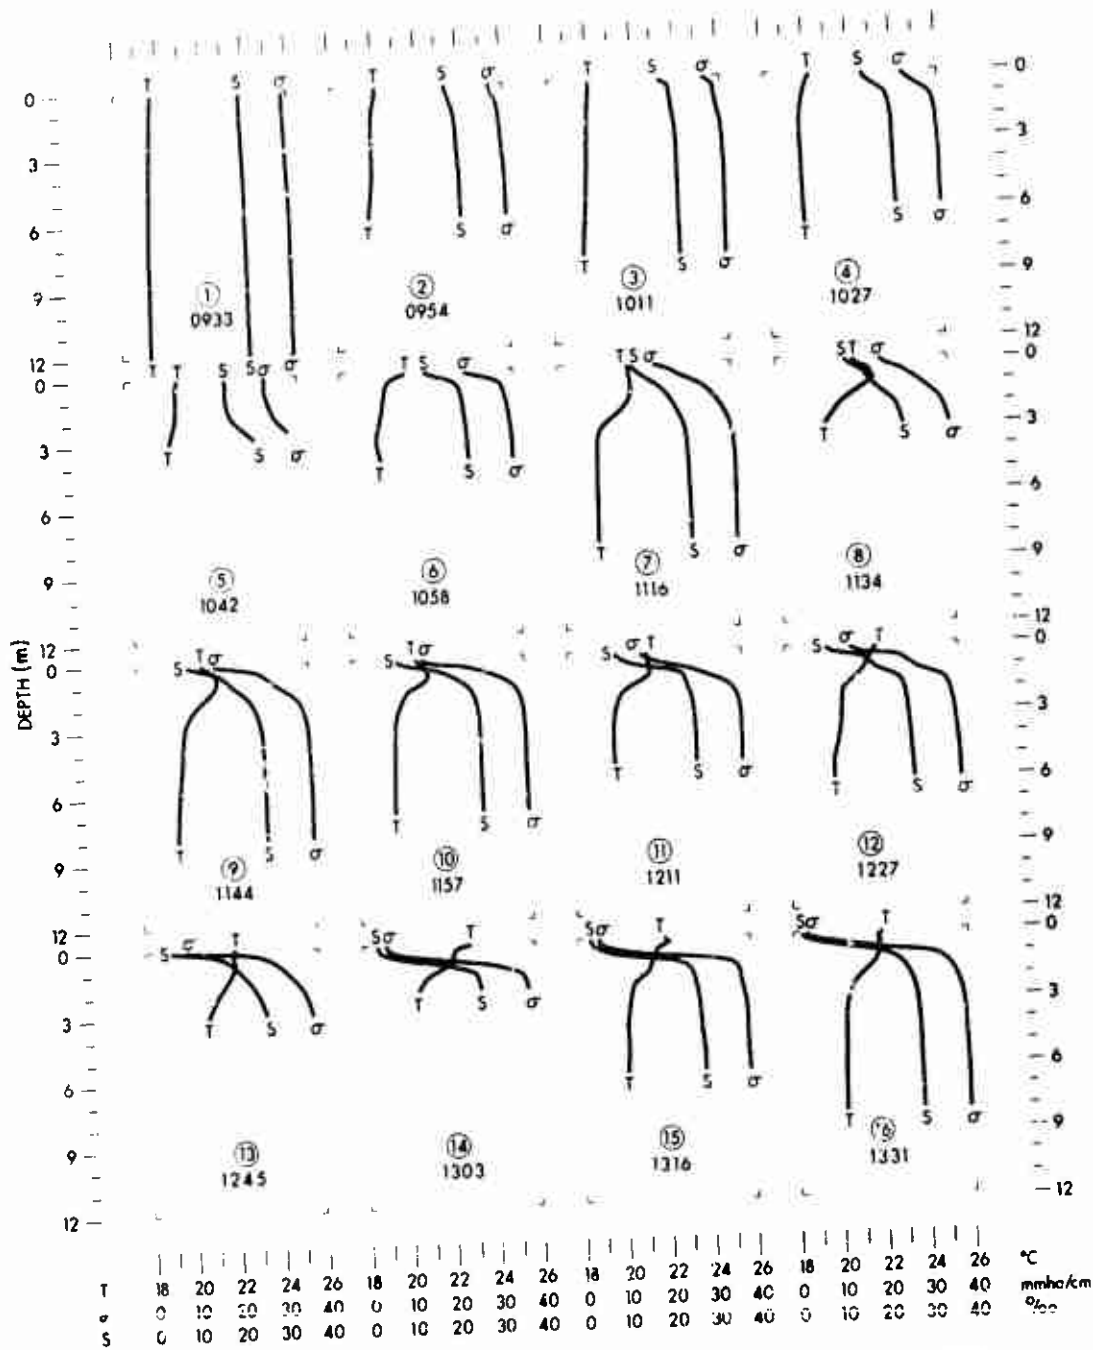 T S σ T S σ T S σ T S σ
0 0
3 3
6 T S σ S σ T 6
T S σ 9
① ② ③ ④
0933 0954 1011 1027
12 T S σ 12
0 T S σ T S σ T S σ S T σ 0
3 T S σ T S σ T S σ 3
6 6
T S σ 9
9 ⑤ ⑥ ⑦ ⑧
1042 1058 1116 1134
DEPTH (m)
12 12
0 S T σ S T σ S σ T S σ T 0
3 3
T S σ T S σ 6
6 T S σ
T S σ 9
9 ⑨ ⑩ ⑪ ⑫
1144 1157 1211 1227
12 12
0 S σ T S σ T S σ T S σ T 0
3 T S σ T S σ 3
6 T S σ 6
T S σ 9
9 ⑬ ⑭ ⑮ ⑯
1245 1303 1316 1331
12 12
T 18 20 22 24 26 18 20 22 24 26 18 20 22 24 26 18 20 22 24 26 °C
σ 0 10 20 30 40 0 10 20 30 40 0 10 20 30 40 0 10 20 30 40 mmho/cm
S 0 10 20 30 40 0 10 20 30 40 0 10 20 30 40 0 10 20 30 40 ‰